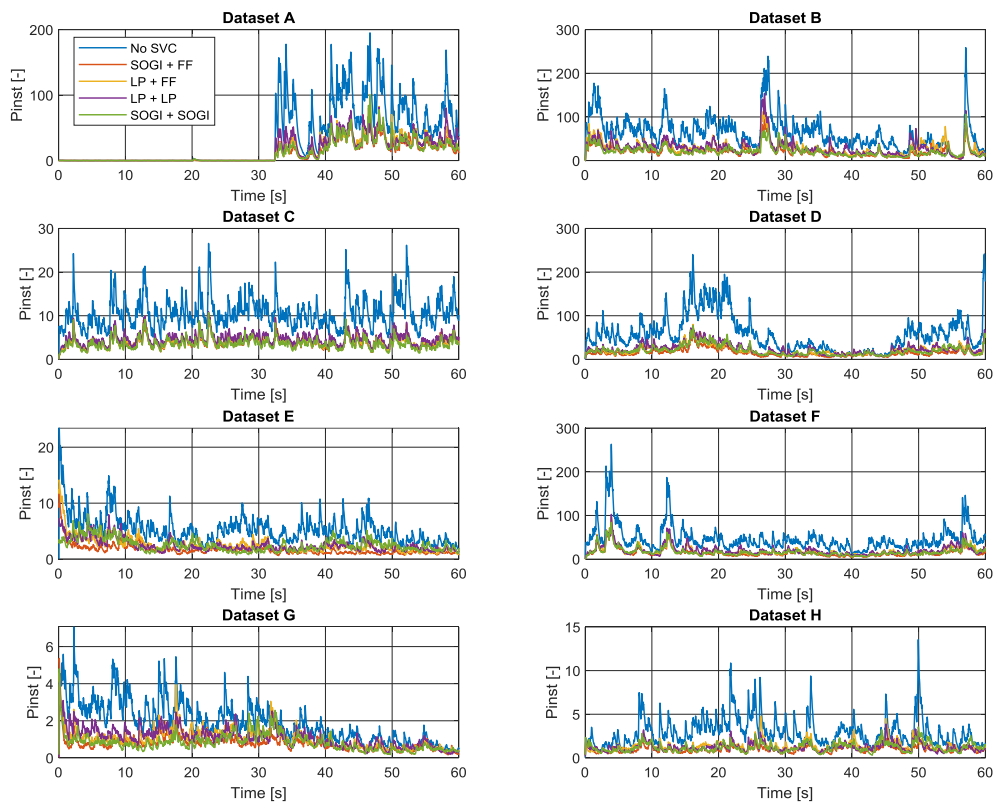 Dataset A
Pinst [-]
200
100
0
No SVC
SOGI + FF
LP + FF
LP + LP
SOGI + SOGI
0 10 20 30 40 50 60
Time [s]
Dataset B
Pinst [-]
300
200
100
0
0 10 20 30 40 50 60
Time [s]
Dataset C
Pinst [-]
30
20
10
0
0 10 20 30 40 50 60
Time [s]
Dataset D
Pinst [-]
300
200
100
0
0 10 20 30 40 50 60
Time [s]
Dataset E
Pinst [-]
20
10
0
0 10 20 30 40 50 60
Time [s]
Dataset F
Pinst [-]
300
200
100
0
0 10 20 30 40 50 60
Time [s]
Dataset G
Pinst [-]
6
4
2
0
0 10 20 30 40 50 60
Time [s]
Dataset H
Pinst [-]
15
10
5
0
0 10 20 30 40 50 60
Time [s]